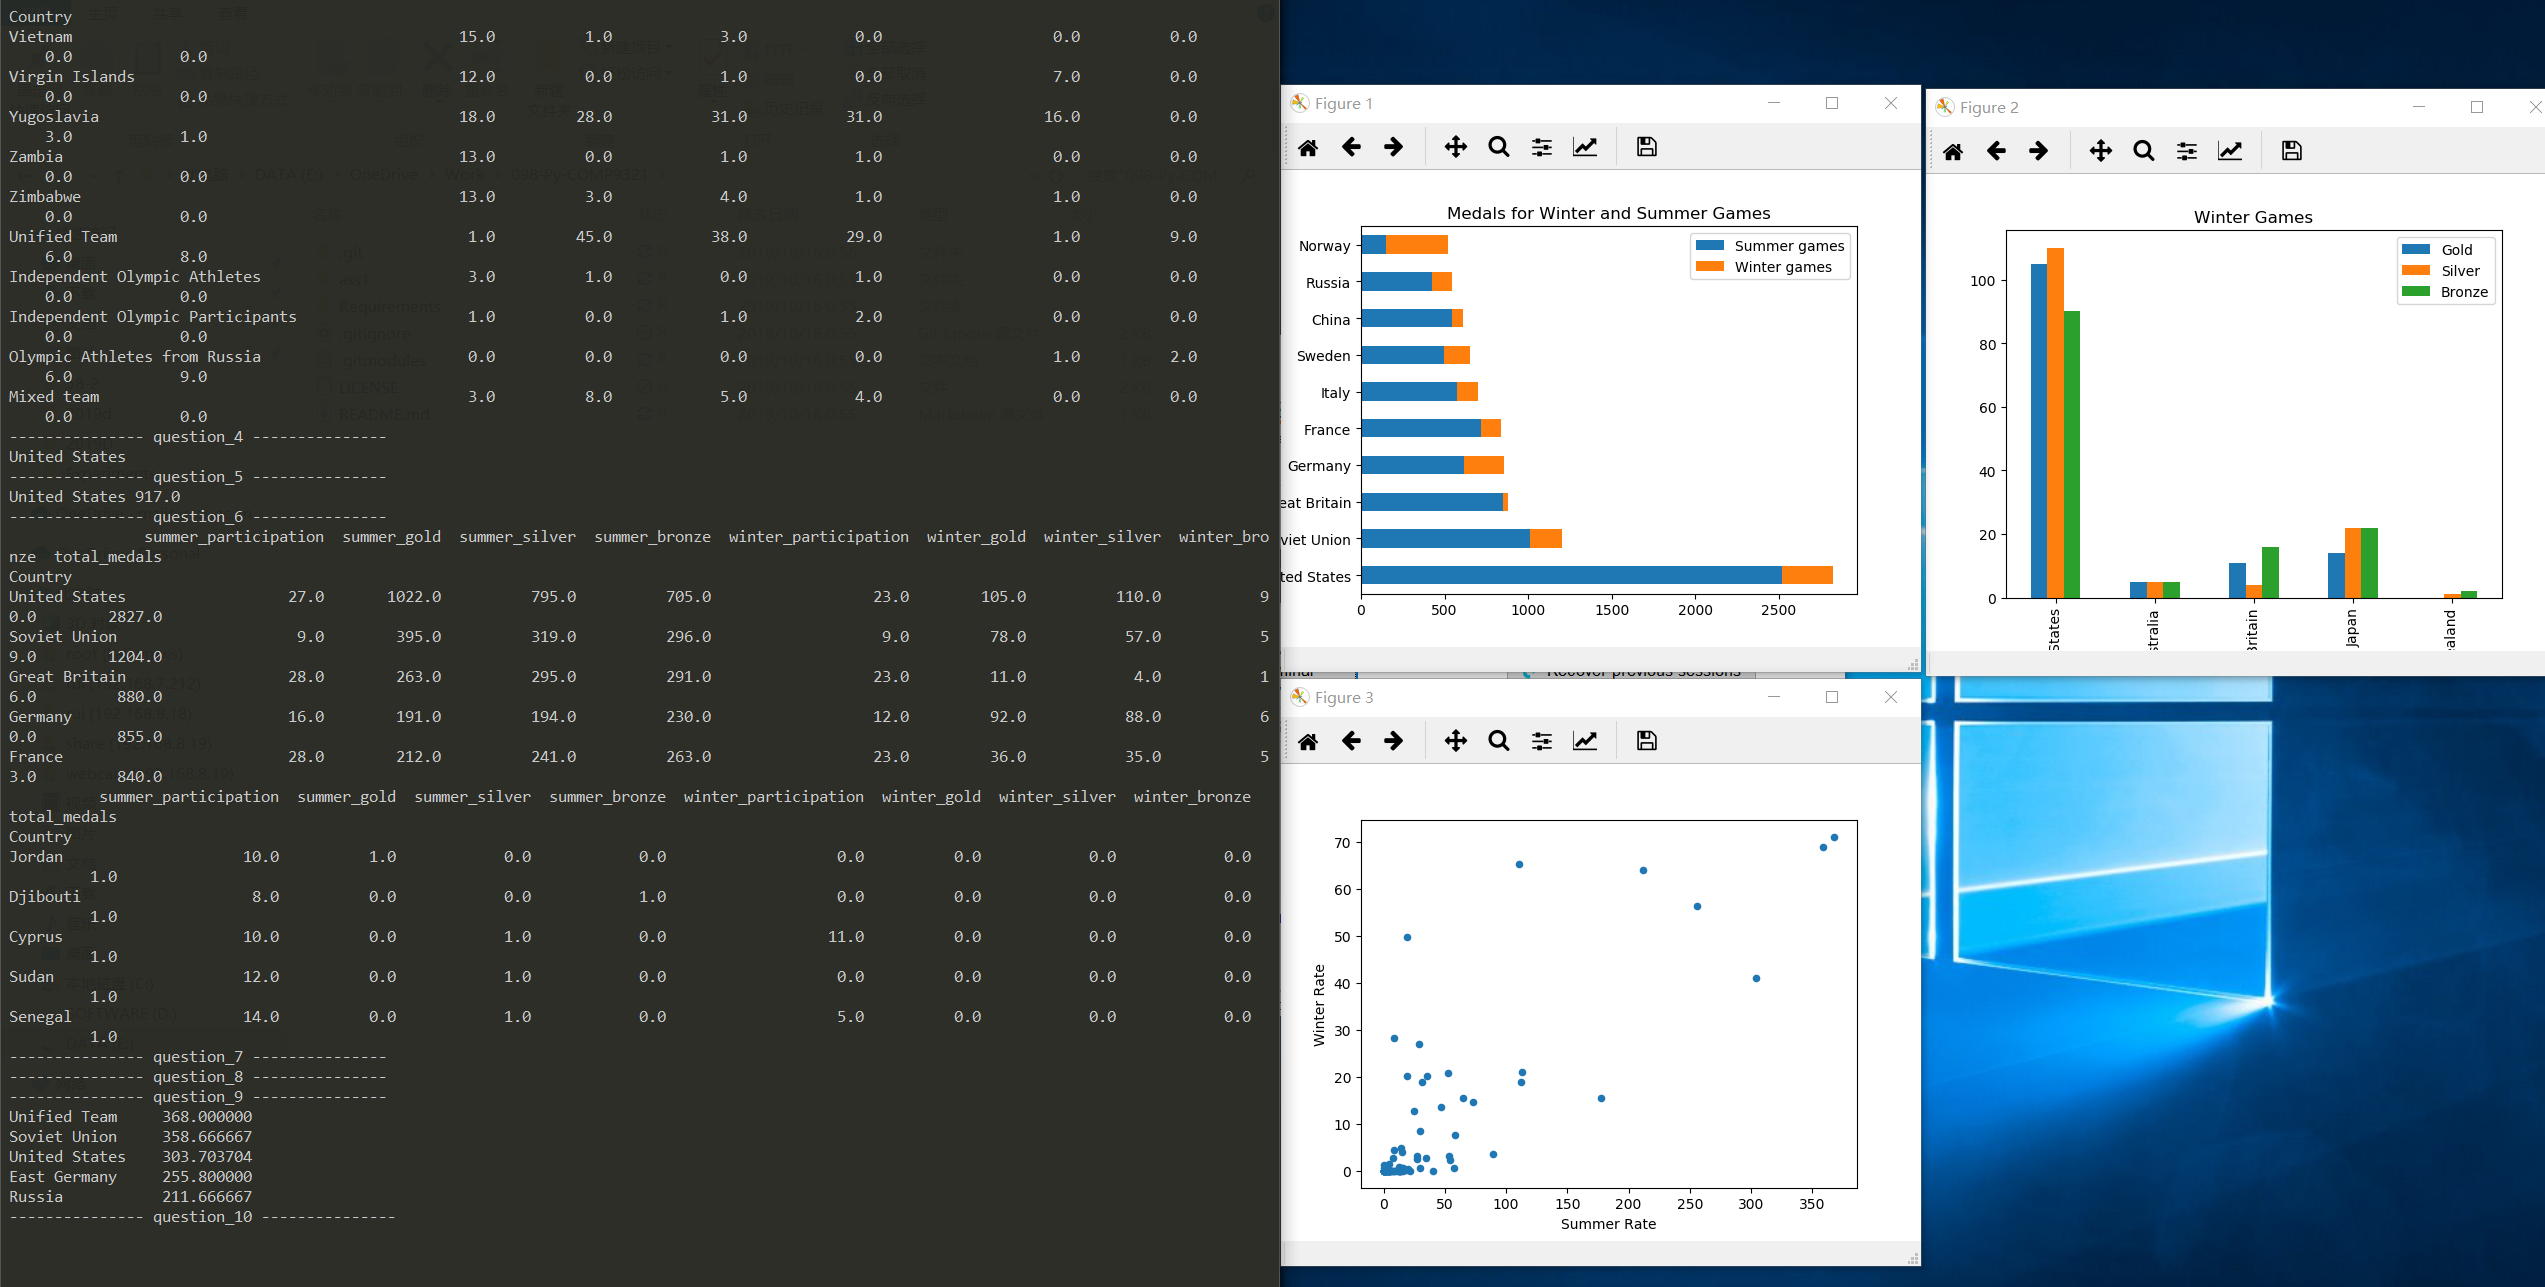 Country
Vietnam 15.0 1.0 3.0 0.0 0.0 0.0
0.0 0.0
Virgin Islands 12.0 0.0 1.0 0.0 7.0 0.0
0.0 0.0
Yugoslavia 18.0 28.0 31.0 31.0 16.0 0.0
3.0 1.0
Zambia 13.0 0.0 1.0 1.0 0.0 0.0
0.0 0.0
Zimbabwe 13.0 3.0 4.0 1.0 1.0 0.0
0.0 0.0
Unified Team 1.0 45.0 38.0 29.0 1.0 9.0
6.0 8.0
Independent Olympic Athletes 3.0 1.0 0.0 1.0 0.0 0.0
0.0 0.0
Independent Olympic Participants 1.0 0.0 1.0 2.0 0.0 0.0
0.0 0.0
Olympic Athletes from Russia 0.0 0.0 0.0 0.0 1.0 2.0
6.0 9.0
Mixed team 3.0 8.0 5.0 4.0 0.0 0.0
0.0 0.0
--------------- question_4 ---------------
United States
--------------- question_5 ---------------
United States 917.0
--------------- question_6 ---------------
summer_participation summer_gold summer_silver summer_bronze winter_participation winter_gold winter_silver winter_bro
nze total_medals
Country
United States 27.0 1022.0 795.0 705.0 23.0 105.0 110.0 9
0.0 2827.0
Soviet Union 9.0 395.0 319.0 296.0 9.0 78.0 57.0 5
9.0 1204.0
Great Britain 28.0 263.0 295.0 291.0 23.0 11.0 4.0 1
6.0 880.0
Germany 16.0 191.0 194.0 230.0 12.0 92.0 88.0 6
0.0 855.0
France 28.0 212.0 241.0 263.0 23.0 36.0 35.0 5
3.0 840.0
summer_participation summer_gold summer_silver summer_bronze winter_participation winter_gold winter_silver winter_bronze
total_medals
Country
Jordan 10.0 1.0 0.0 0.0 0.0 0.0 0.0 0.0
1.0
Djibouti 8.0 0.0 0.0 1.0 0.0 0.0 0.0 0.0
1.0
Cyprus 10.0 0.0 1.0 0.0 11.0 0.0 0.0 0.0
1.0
Sudan 12.0 0.0 1.0 0.0 0.0 0.0 0.0 0.0
1.0
Senegal 14.0 0.0 1.0 0.0 5.0 0.0 0.0 0.0
1.0
--------------- question_7 ---------------
--------------- question_8 ---------------
--------------- question_9 ---------------
Unified Team 368.000000
Soviet Union 358.666667
United States 303.703704
East Germany 255.800000
Russia 211.666667
--------------- question_10 ---------------
Figure 1
Medals for Winter and Summer Games
Summer games
Winter games
Norway
Russia
China
Sweden
Italy
France
Germany
eat Britain
viet Union
ted States
0 500 1000 1500 2000 2500
Figure 2
Winter Games
Gold
Silver
Bronze
100
80
60
40
20
0
States
stralia
Britain
Japan
aland
Recover previous sessions
Figure 3
70
60
50
40
30
20
10
0
Winter Rate
0 50 100 150 200 250 300 350
Summer Rate